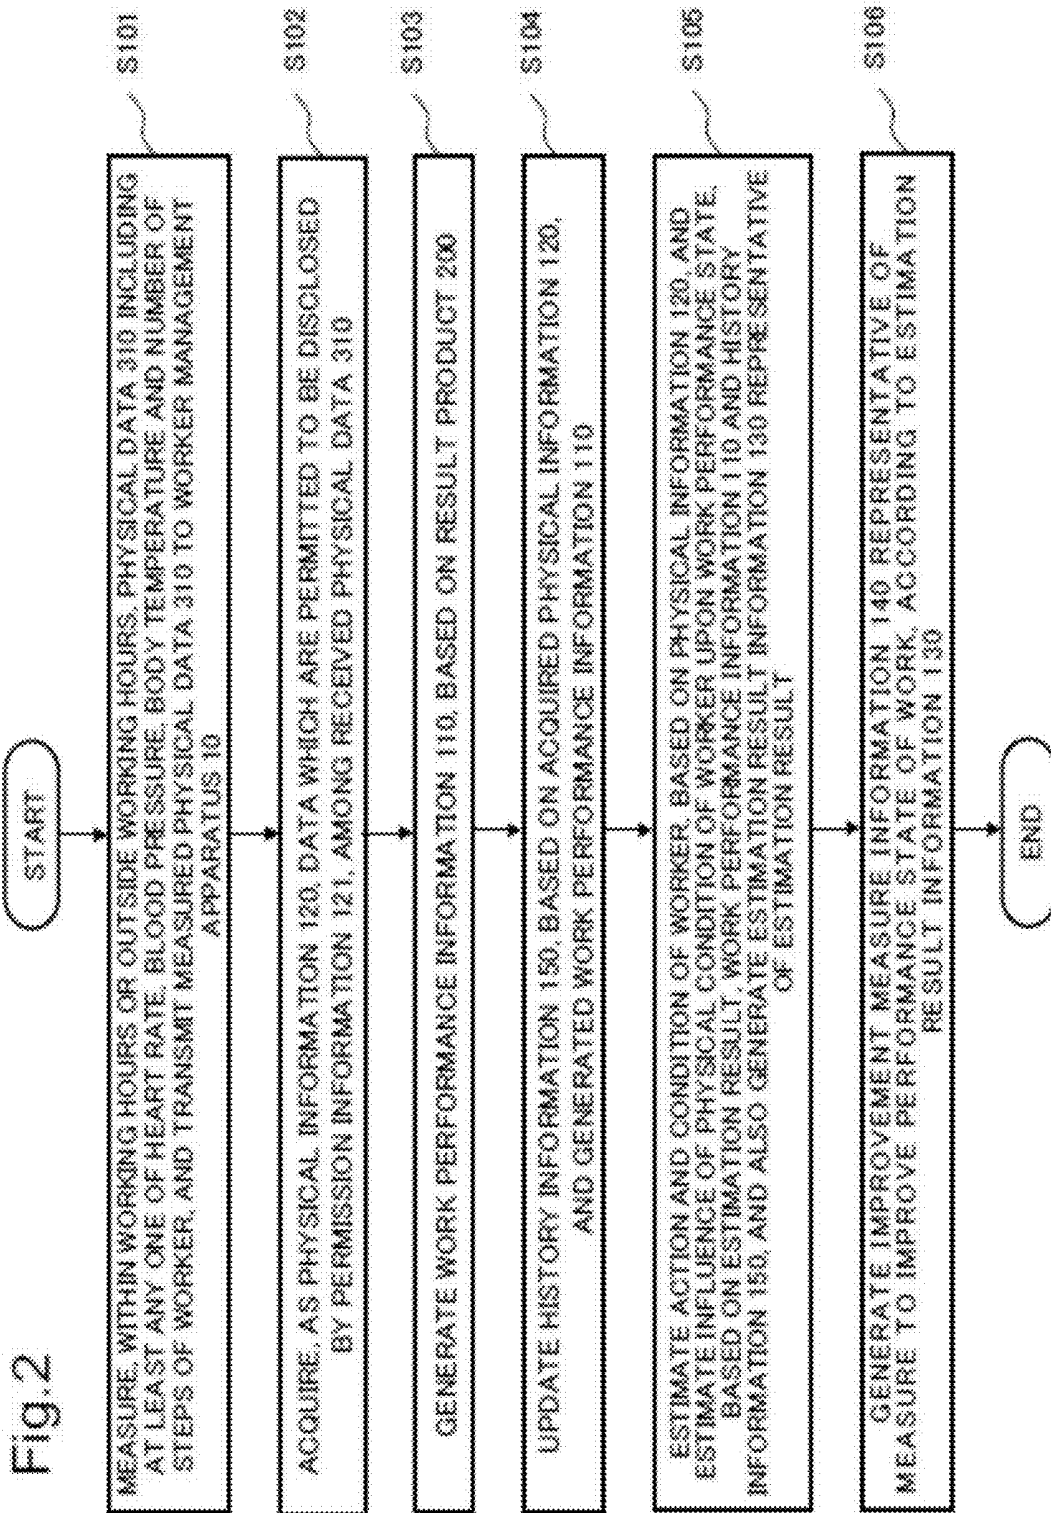 Fig.2
START
MEASURE, WITHIN WORKING HOURS OR OUTSIDE WORKING HOURS, PHYSICAL DATA 310 INCLUDING
AT LEAST ANY ONE OF HEART RATE, BLOOD PRESSURE, BODY TEMPERATURE AND NUMBER OF
STEPS OF WORKER, AND TRANSMIT MEASURED PHYSICAL DATA 310 TO WORKER MANAGEMENT
APPARATUS 10
S101
ACQUIRE, AS PHYSICAL INFORMATION 120, DATA WHICH ARE PERMITTED TO BE DISCLOSED
BY PERMISSION INFORMATION 121, AMONG RECEIVED PHYSICAL DATA 310
S102
GENERATE WORK PERFORMANCE INFORMATION 110, BASED ON RESULT PRODUCT 200
S103
UPDATE HISTORY INFORMATION 150, BASED ON ACQUIRED PHYSICAL INFORMATION 120,
AND GENERATED WORK PERFORMANCE INFORMATION 110
S104
ESTIMATE ACTION AND CONDITION OF WORKER, BASED ON PHYSICAL INFORMATION 120, AND
ESTIMATE INFLUENCE OF PHYSICAL CONDITION OF WORKER UPON WORK PERFORMANCE STATE,
BASED ON ESTIMATION RESULT, WORK PERFORMANCE INFORMATION 110 AND HISTORY
INFORMATION 150, AND ALSO GENERATE ESTIMATION RESULT INFORMATION 130 REPRESENTATIVE
OF ESTIMATION RESULT
S105
GENERATE IMPROVEMENT MEASURE INFORMATION 140 REPRESENTATIVE OF
MEASURE TO IMPROVE PERFORMANCE STATE OF WORK, ACCORDING TO ESTIMATION
RESULT INFORMATION 130
S106
END